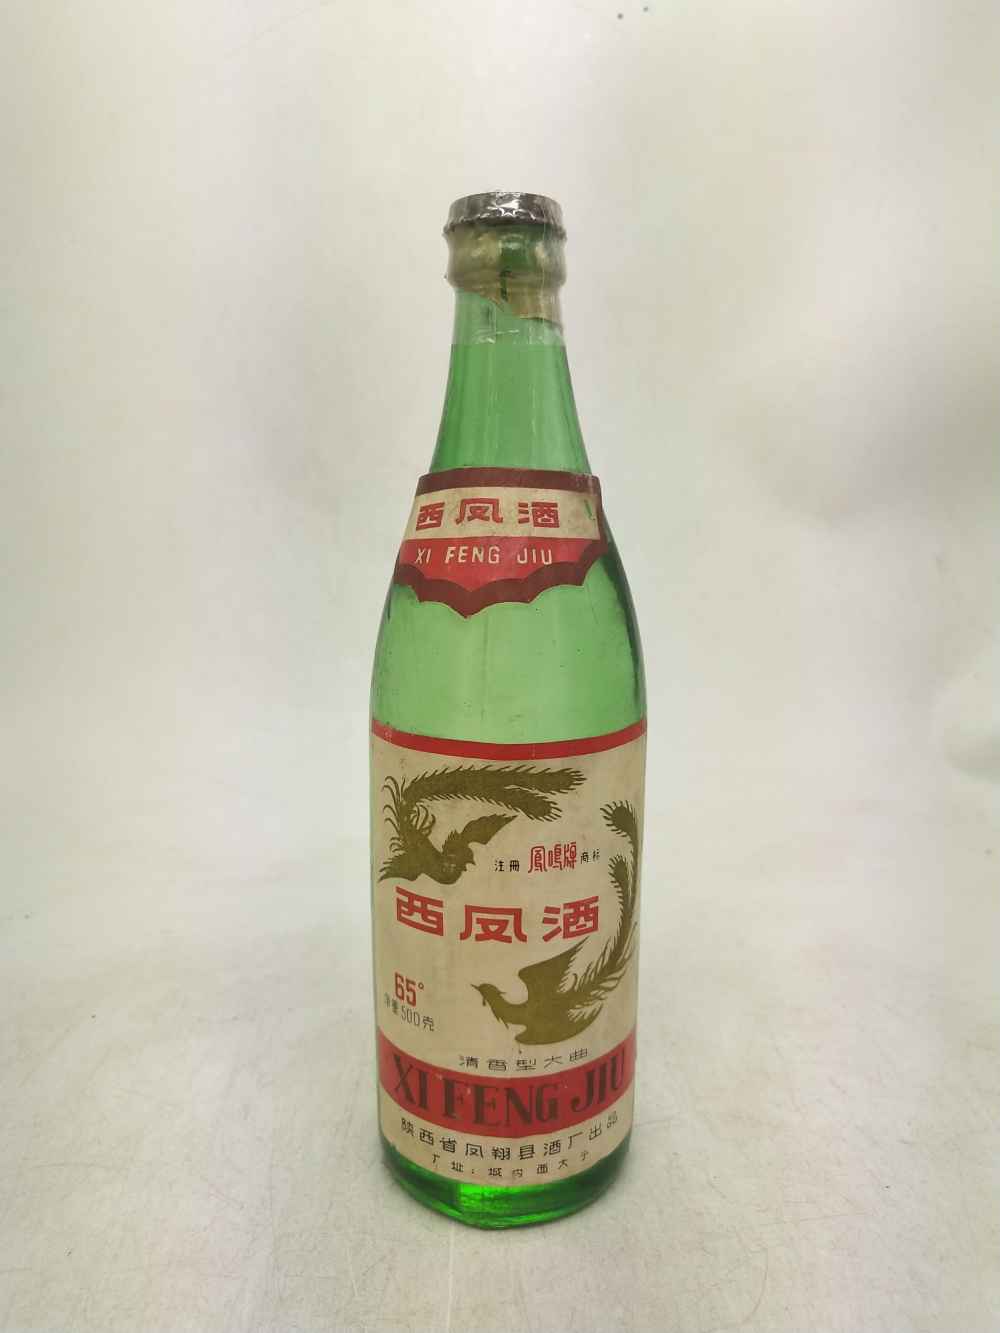 西凤酒
XI FENG JIU
注册 鳳鳴牌 商标
西凤酒
65°
净重500克
清香型大曲
XI FENG JIU
陕西省凤翔县酒厂出品
厂址：城内西大